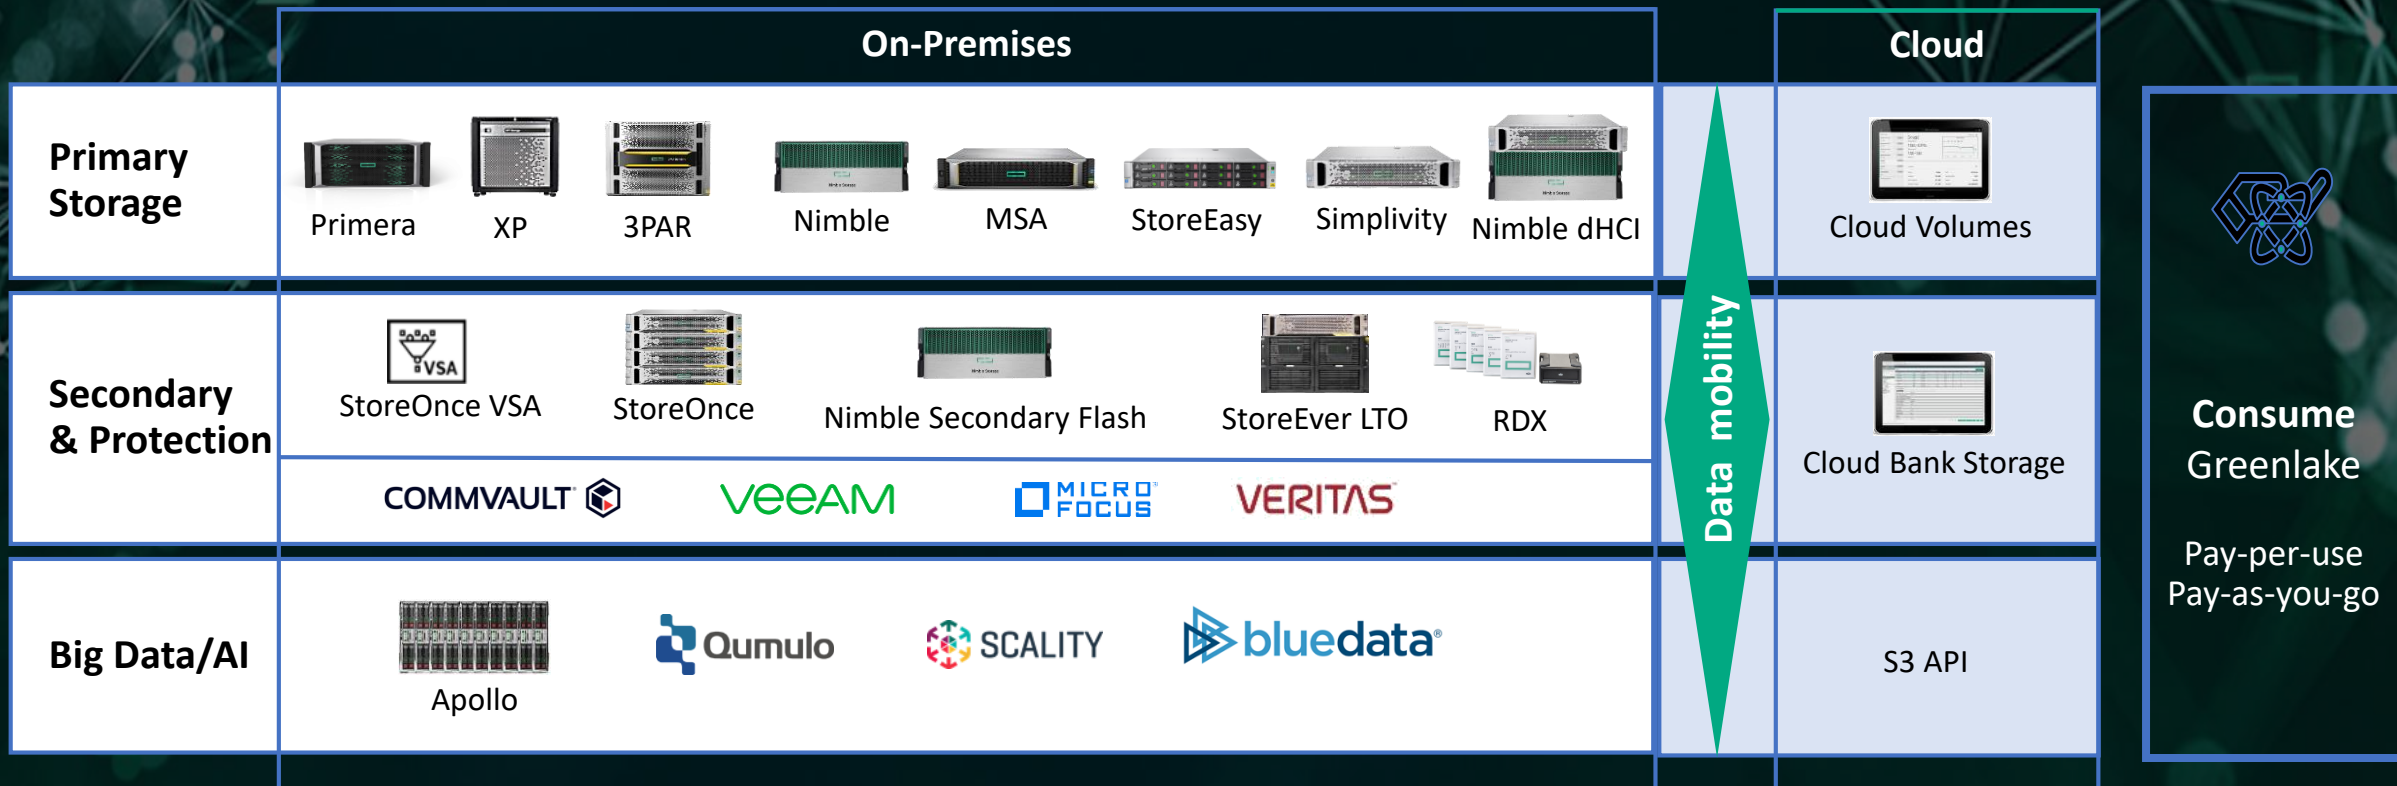 On-Premises
Cloud
Primary
Storage
Primera
XP
3PAR
Nimble
MSA
StoreEasy
Simplivity
Nimble dHCI
Cloud Volumes
Secondary
& Protection
VSA
StoreOnce VSA
StoreOnce
Nimble Secondary Flash
StoreEver LTO
RDX
Cloud Bank Storage
COMMVAULT
veeAM
MICRO
FOCUS
VERITAS
Data mobility
Big Data/AI
Apollo
Qumulo
SCALITY
bluedata®
S3 API
Consume
Greenlake
Pay-per-use
Pay-as-you-go